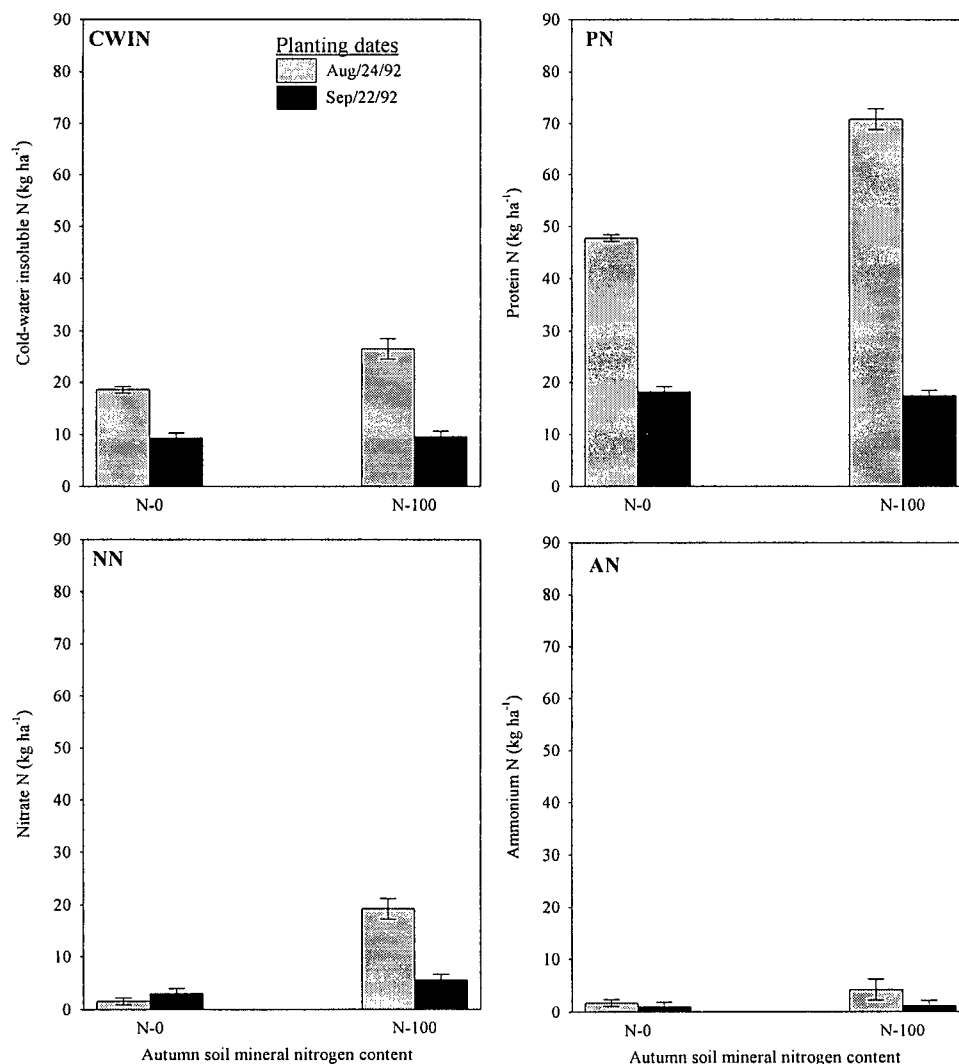 CWIN
Planting dates
Aug/24/92
Sep/22/92
Cold-water insoluble N (kg ha⁻¹)
90
80
70
60
50
40
30
20
10
0
N-0 N-100
PN
Protein N (kg ha⁻¹)
90
80
70
60
50
40
30
20
10
0
N-0 N-100
NN
Nitrate N (kg ha⁻¹)
90
80
70
60
50
40
30
20
10
0
N-0 N-100
Autumn soil mineral nitrogen content
AN
Ammonium N (kg ha⁻¹)
90
80
70
60
50
40
30
20
10
0
N-0 N-100
Autumn soil mineral nitrogen content